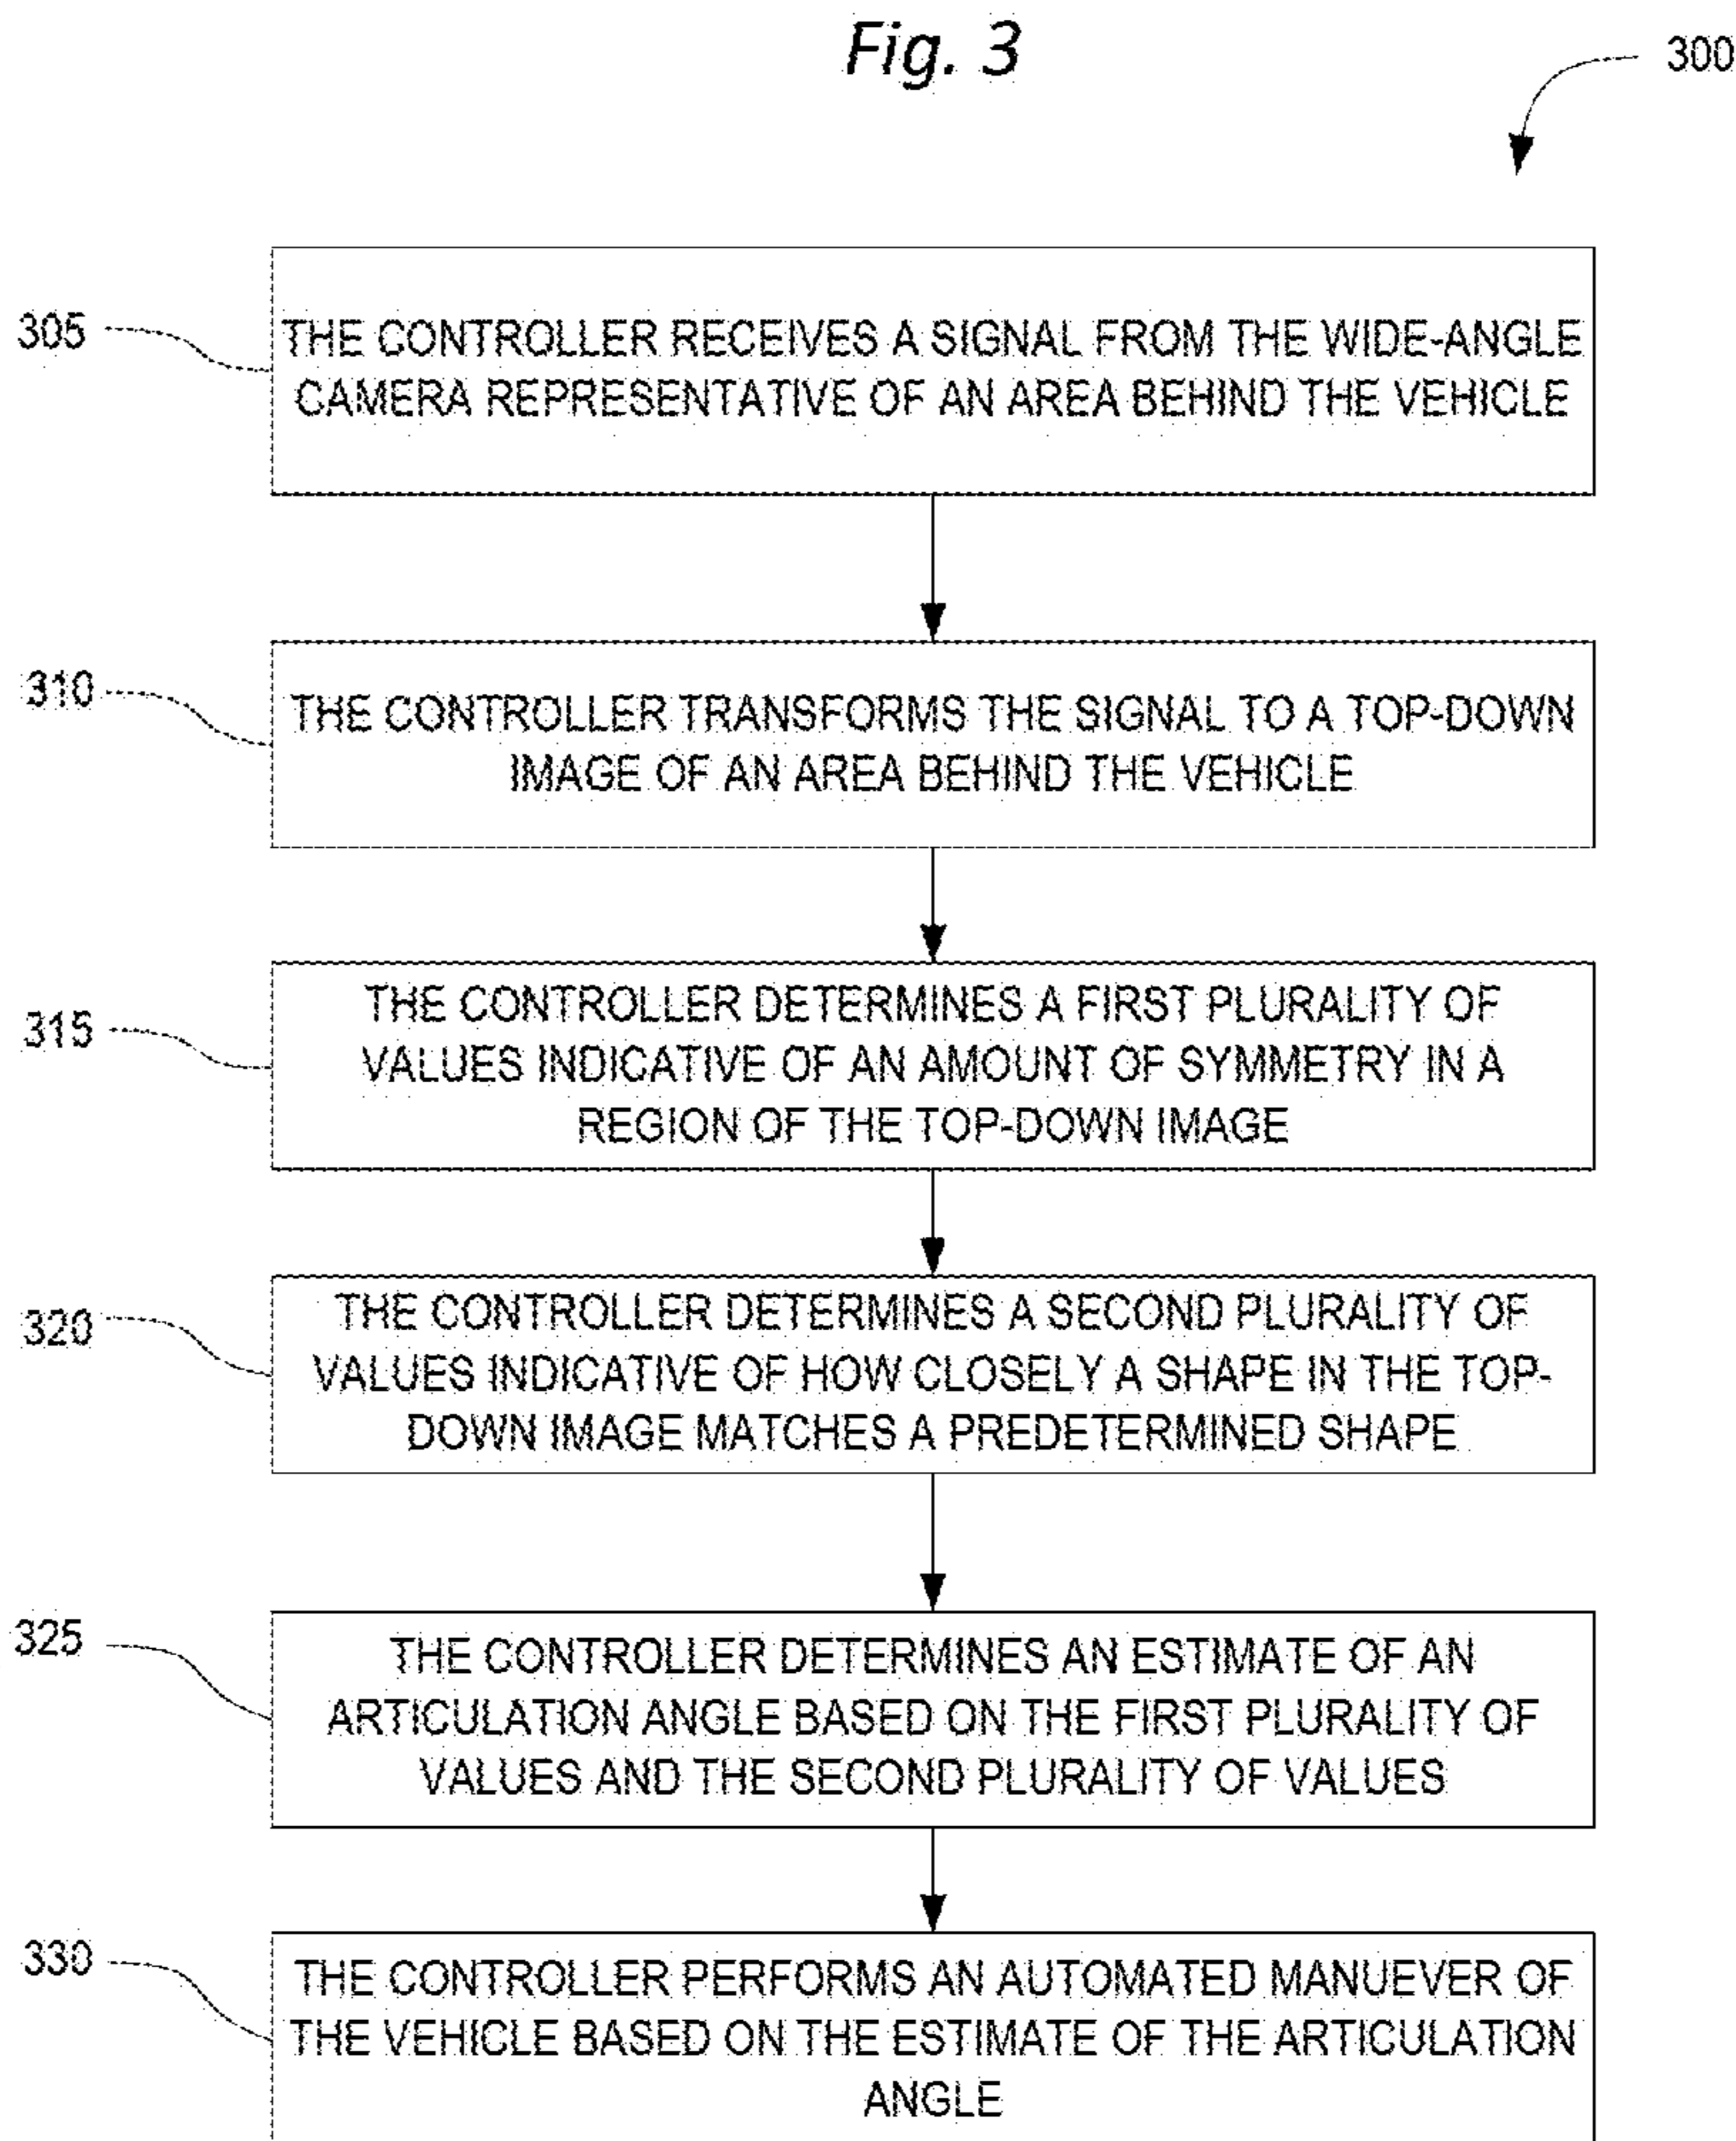 Fig. 3
300
305
THE CONTROLLER RECEIVES A SIGNAL FROM THE WIDE-ANGLE
CAMERA REPRESENTATIVE OF AN AREA BEHIND THE VEHICLE
310
THE CONTROLLER TRANSFORMS THE SIGNAL TO A TOP-DOWN
IMAGE OF AN AREA BEHIND THE VEHICLE
315
THE CONTROLLER DETERMINES A FIRST PLURALITY OF
VALUES INDICATIVE OF AN AMOUNT OF SYMMETRY IN A
REGION OF THE TOP-DOWN IMAGE
320
THE CONTROLLER DETERMINES A SECOND PLURALITY OF
VALUES INDICATIVE OF HOW CLOSELY A SHAPE IN THE TOP-
DOWN IMAGE MATCHES A PREDETERMINED SHAPE
325
THE CONTROLLER DETERMINES AN ESTIMATE OF AN
ARTICULATION ANGLE BASED ON THE FIRST PLURALITY OF
VALUES AND THE SECOND PLURALITY OF VALUES
330
THE CONTROLLER PERFORMS AN AUTOMATED MANUEVER OF
THE VEHICLE BASED ON THE ESTIMATE OF THE ARTICULATION
ANGLE